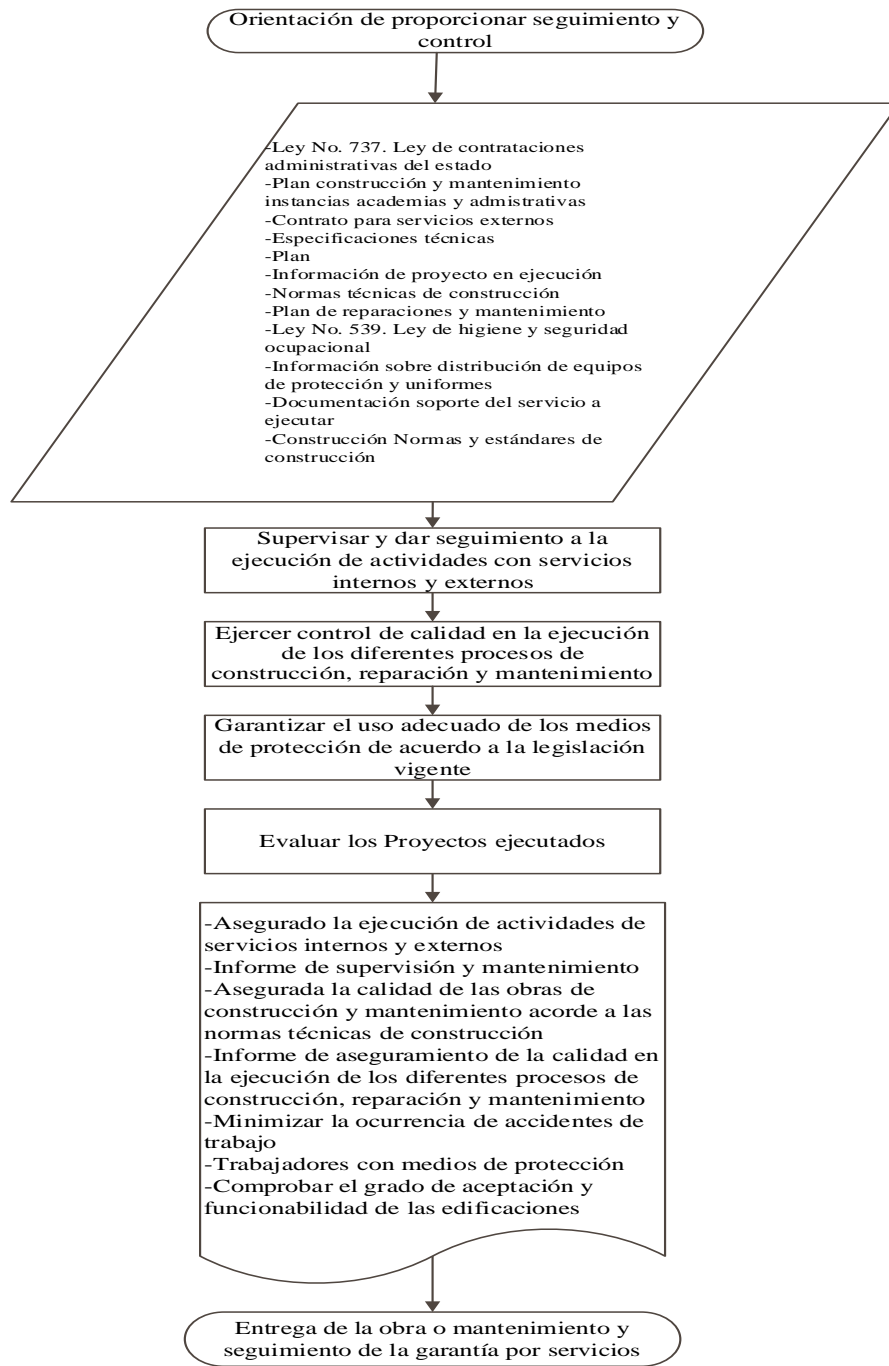 Orientación de proporcionar seguimiento y
control
-Ley No. 737. Ley de contrataciones
administrativas del estado
-Plan construcción y mantenimiento
instancias academias y admistrativas
-Contrato para servicios externos
-Especificaciones técnicas
-Plan
-Información de proyecto en ejecución
-Normas técnicas de construcción
-Plan de reparaciones y mantenimiento
-Ley No. 539. Ley de higiene y seguridad
ocupacional
-Información sobre distribución de equipos
de protección y uniformes
-Documentación soporte del servicio a
ejecutar
-Construcción Normas y estándares de
construcción
Supervisar y dar seguimiento a la
ejecución de actividades con servicios
internos y externos
Ejercer control de calidad en la ejecución
de los diferentes procesos de
construcción, reparación y mantenimiento
Garantizar el uso adecuado de los medios
de protección de acuerdo a la legislación
vigente
Evaluar los Proyectos ejecutados
-Asegurado la ejecución de actividades de
servicios internos y externos
-Informe de supervisión y mantenimiento
-Asegurada la calidad de las obras de
construcción y mantenimiento acorde a las
normas técnicas de construcción
-Informe de aseguramiento de la calidad en
la ejecución de los diferentes procesos de
construcción, reparación y mantenimiento
-Minimizar la ocurrencia de accidentes de
trabajo
-Trabajadores con medios de protección
-Comprobar el grado de aceptación y
funcionabilidad de las edificaciones
Entrega de la obra o mantenimiento y
seguimiento de la garantía por servicios